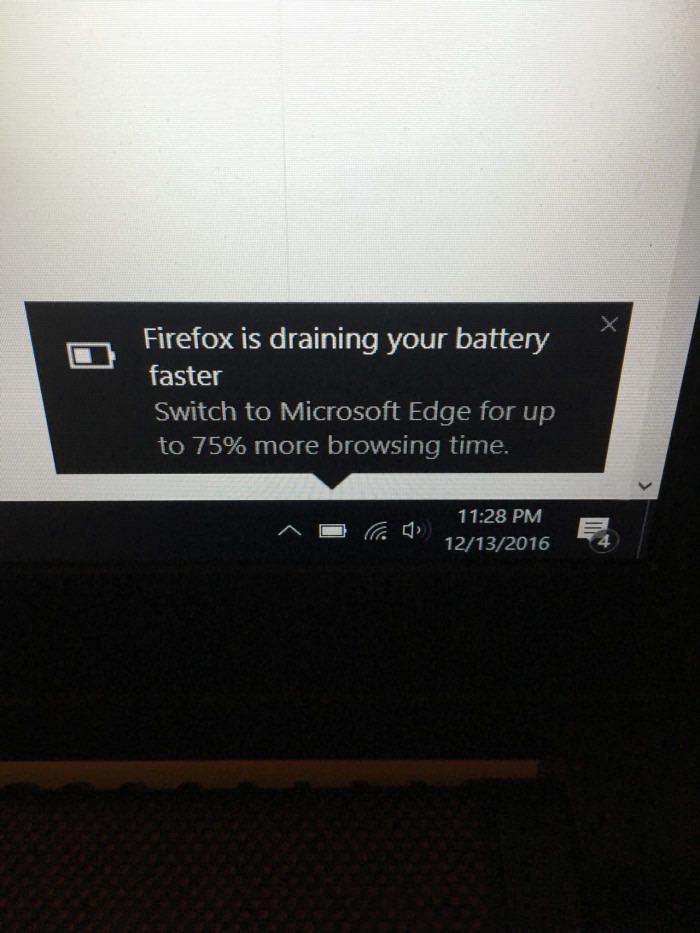 Firefox is draining your battery
faster
Switch to Microsoft Edge for up
to 75% more browsing time.
11:28 PM
12/13/2016
4